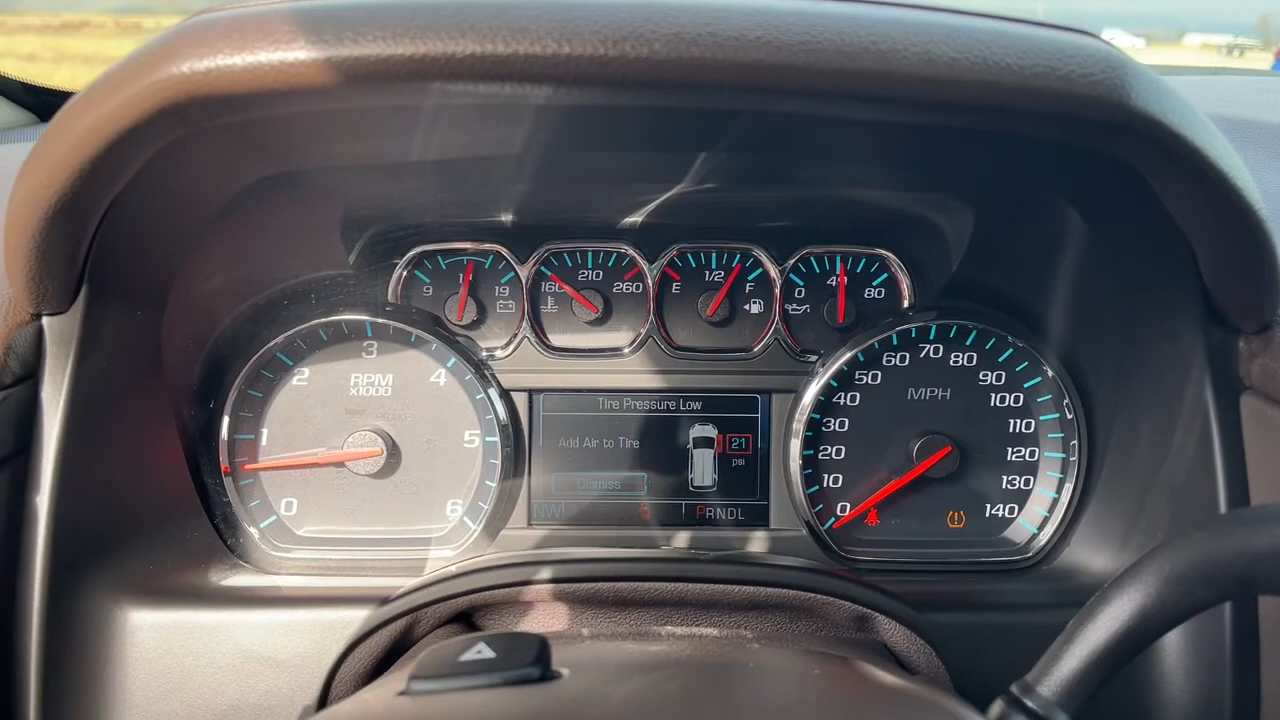 9 14 19
160 210 260
E 1/2 F
0 40 80
0 1 2 3 4 5 6
RPM
x1000
BRAKE
Tire Pressure Low
Add Air to Tire
21
psi
Dismiss
NW
PRNDL
0 10 20 30 40 50 60 70 80 90 100 110 120 130 140
MPH